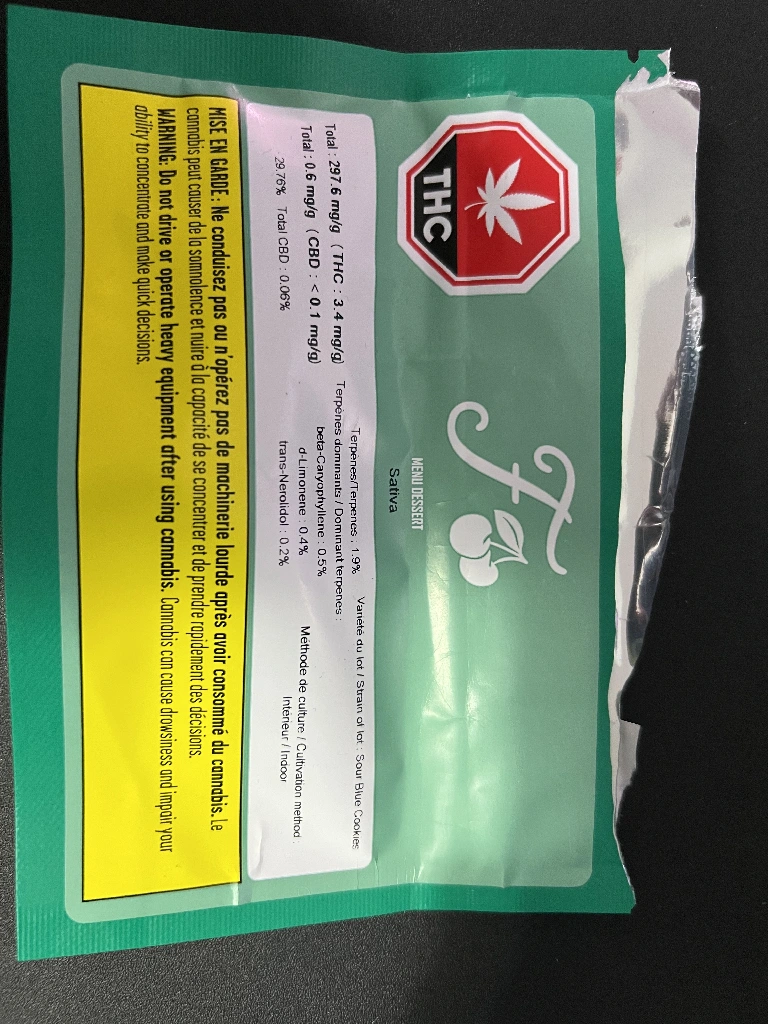 THC
F
MENU DESSERT
Sativa
Total : 297.6 mg/g ( THC : 3.4 mg/g)
Total : 0.6 mg/g ( CBD : < 0.1 mg/g)
29.76% Total CBD : 0.06%
Terpènes/Terpenes : 1.9%
Terpènes dominants / Dominant terpenes :
beta-Caryophyllene : 0.5%
d-Limonene : 0.4%
trans-Nerolidol : 0.2%
Variété du lot / Strain of lot : Sour Blue Cookies
Méthode de culture / Cultivation method :
Intérieur / Indoor
MISE EN GARDE : Ne conduisez pas ou n'opérez pas de machinerie lourde après avoir consommé du cannabis. Le
cannabis peut causer de la somnolence et nuire à la capacité de se concentrer et de prendre rapidement des décisions.
WARNING: Do not drive or operate heavy equipment after using cannabis. Cannabis can cause drowsiness and impair your
ability to concentrate and make quick decisions.